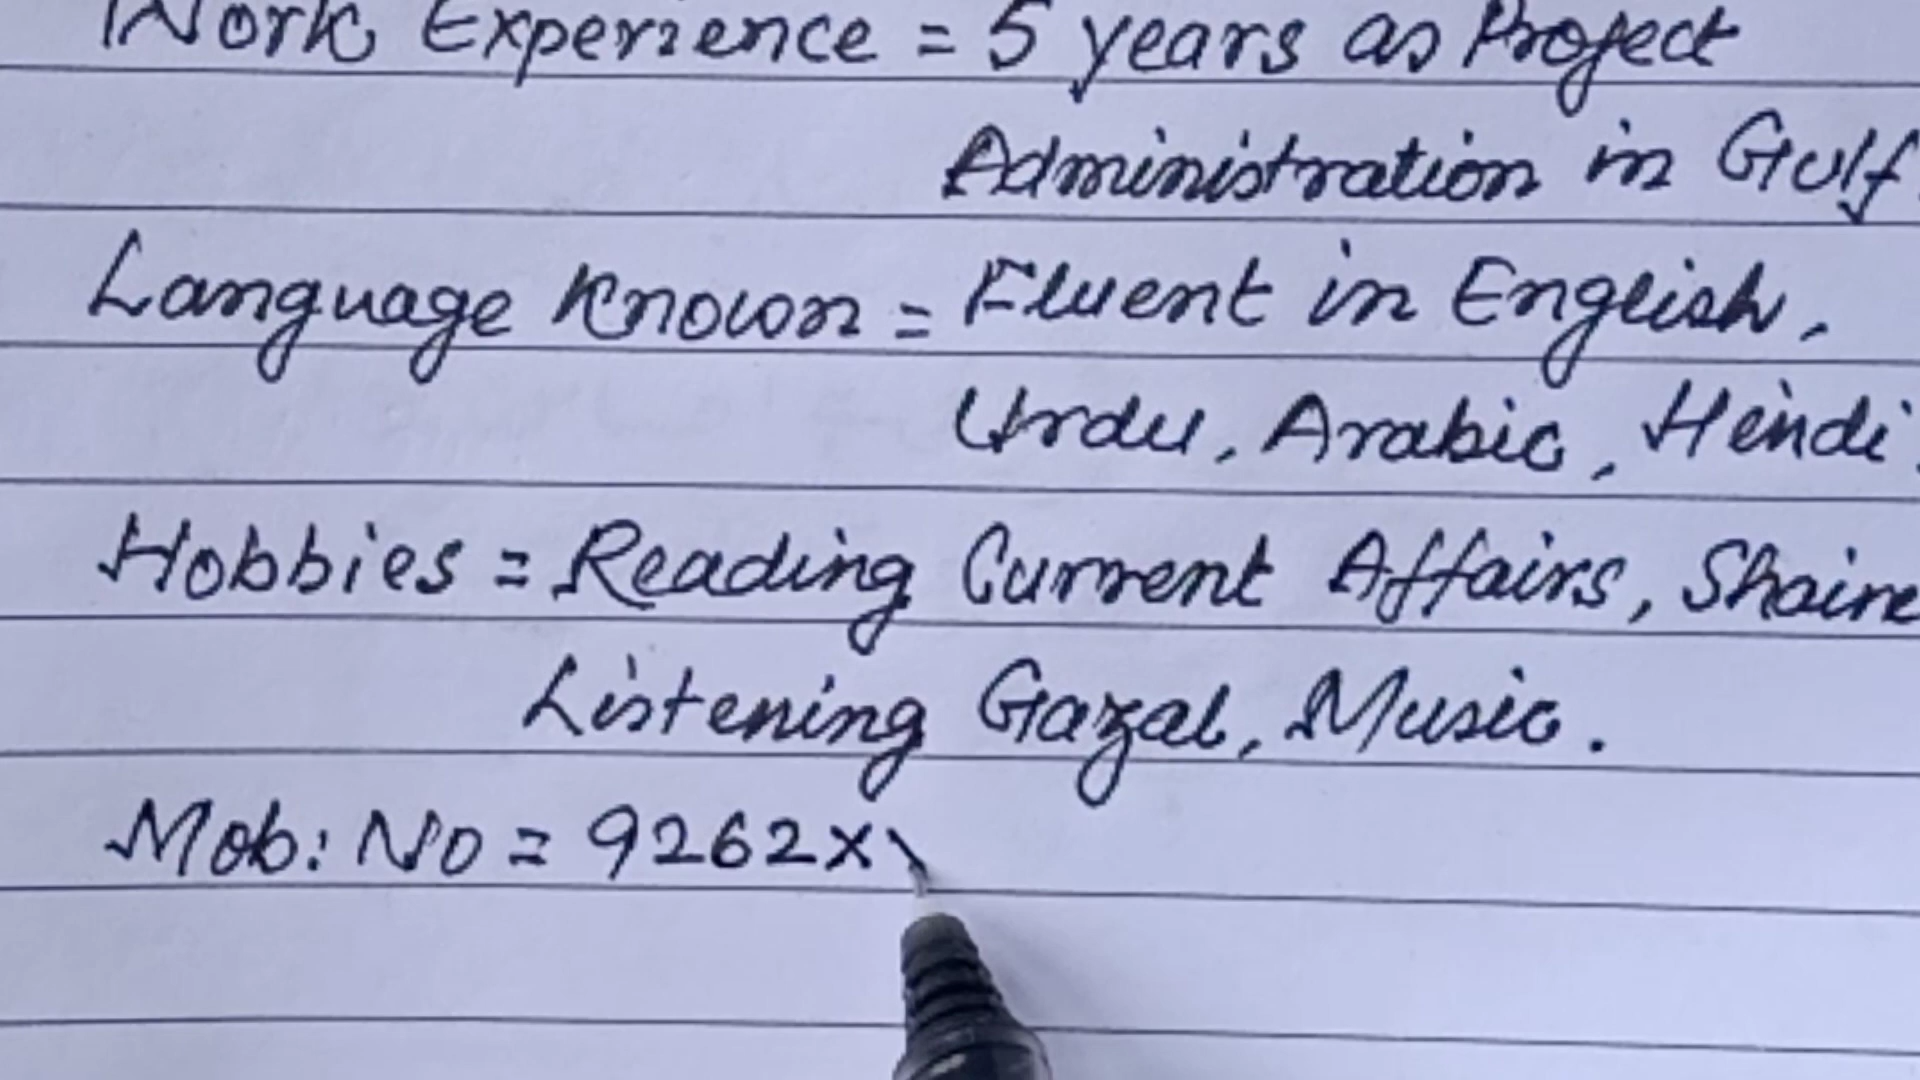 Work Experience = 5 years as Project
Administration in Gulf.
Language Known = Fluent in English,
Urdu, Arabic, Hindi.
Hobbies = Reading Current Affairs,
Listening Gazal, Music.
Mob: No = 9262x